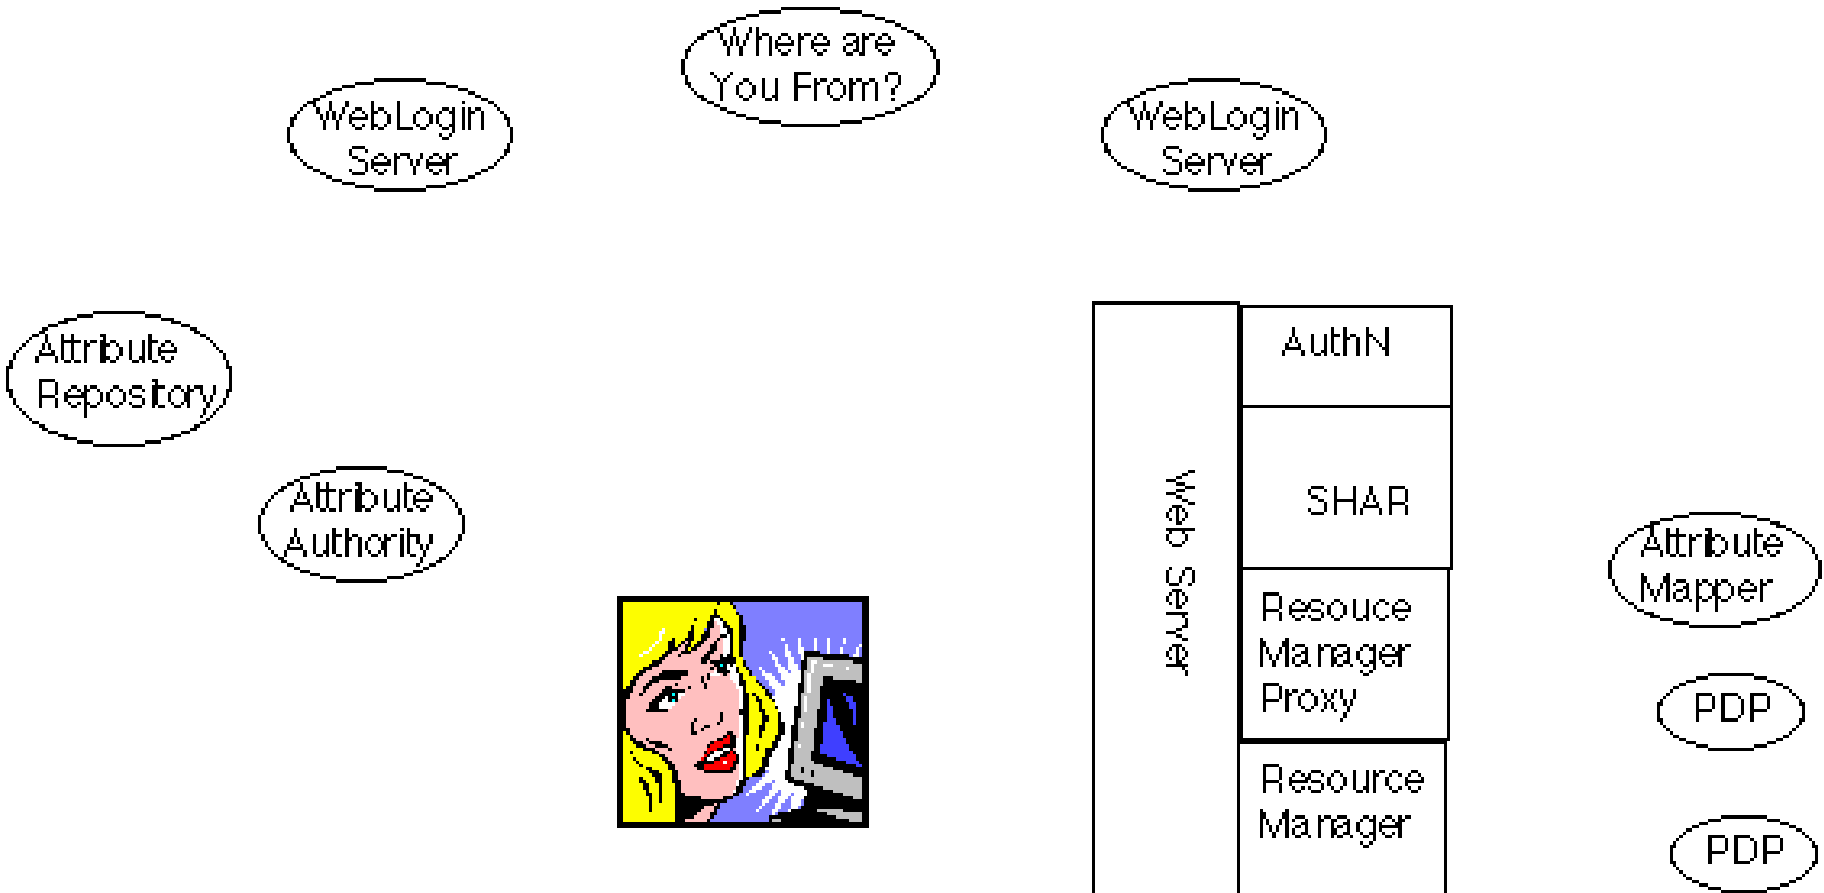 Where are
You From?
WebLogin
Server
WebLogin
Server
Attribute
Repository
Attribute
Authority
Web Server
AuthN
SHAR
Resouce
Manager
Proxy
Resource
Manager
Attribute
Mapper
PDP
PDP